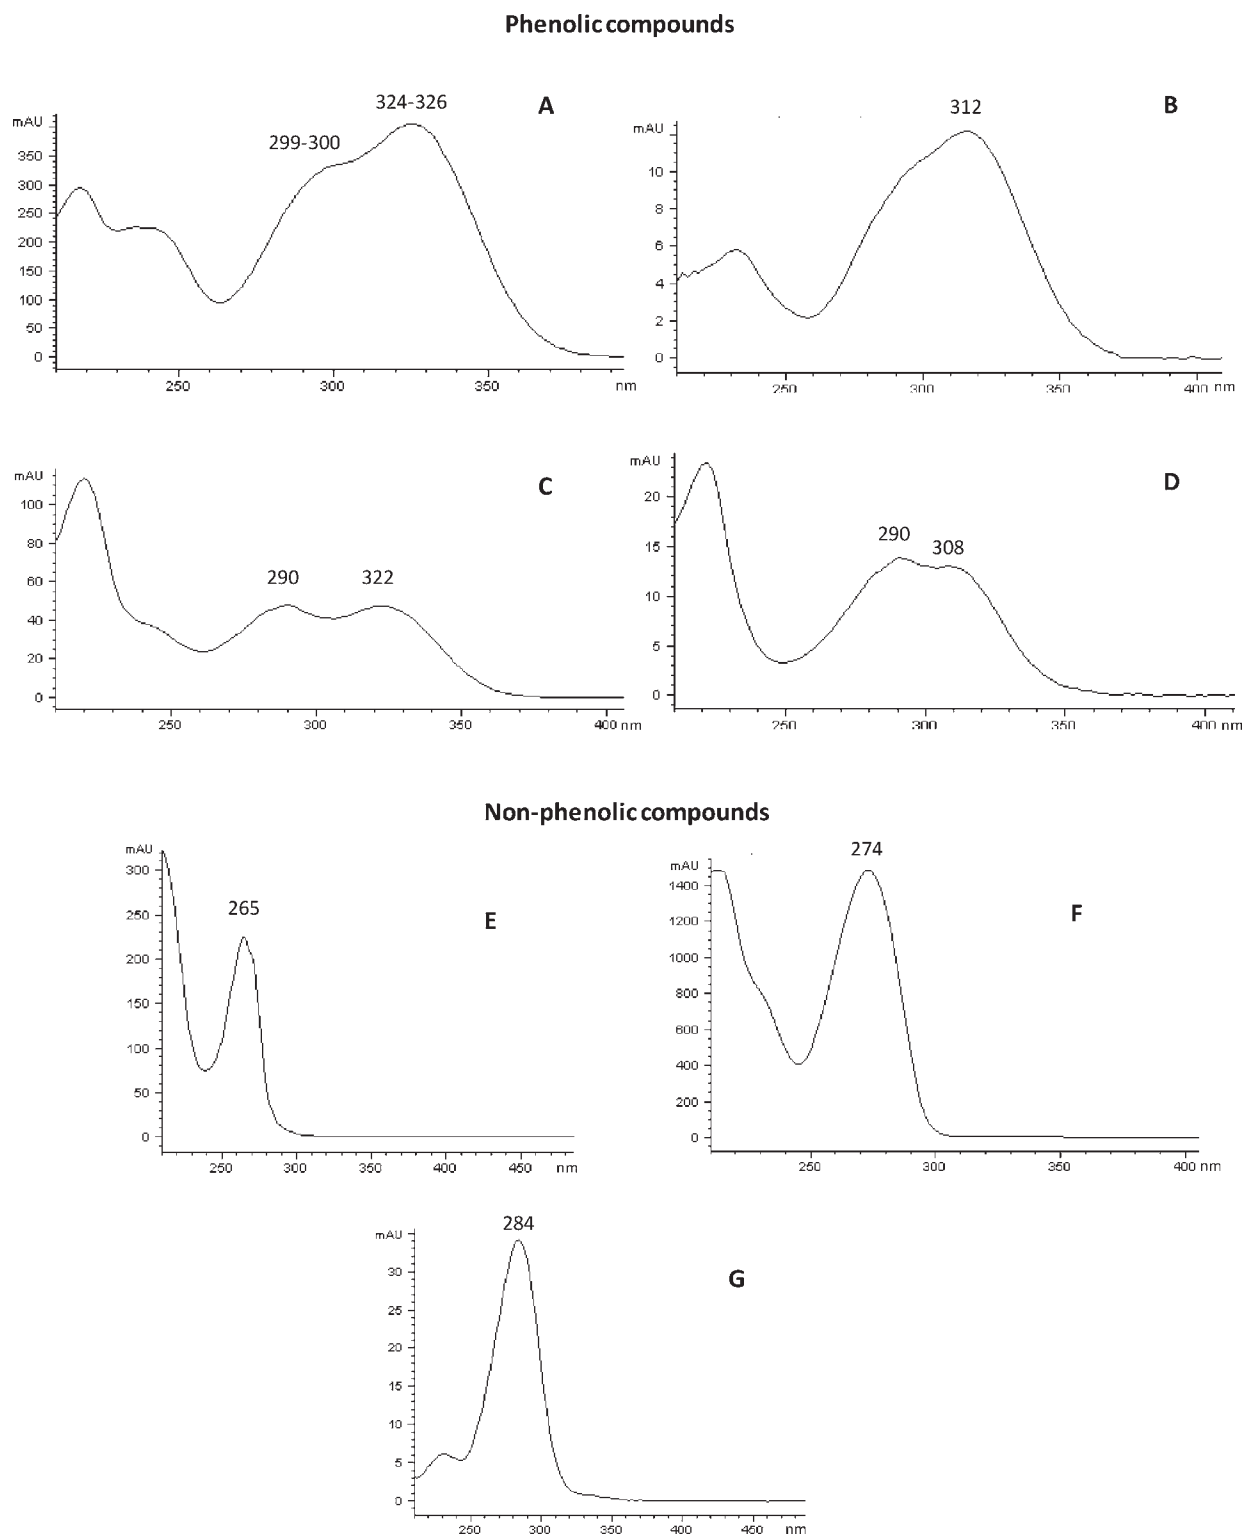 Phenolic compounds
324-326 A
299-300
mAU
350
300
250
200
150
100
50
0
250 300 350 nm
312 B
mAU
10
8
6
4
2
0
250 300 350 400 nm
C
mAU
100
80
60
40
20
0
290 322
250 300 350 400 nm
D
mAU
20
15
10
5
0
290 308
250 300 350 400 nm
Non-phenolic compounds
mAU
300
250
200
150
100
50
0
265 E
250 300 350 400 450 nm
274
mAU
1400
1200
1000
800
600
400
200
0
F
250 300 350 400 nm
284
mAU
30
25
20
15
10
5
0
G
250 300 350 400 450 nm